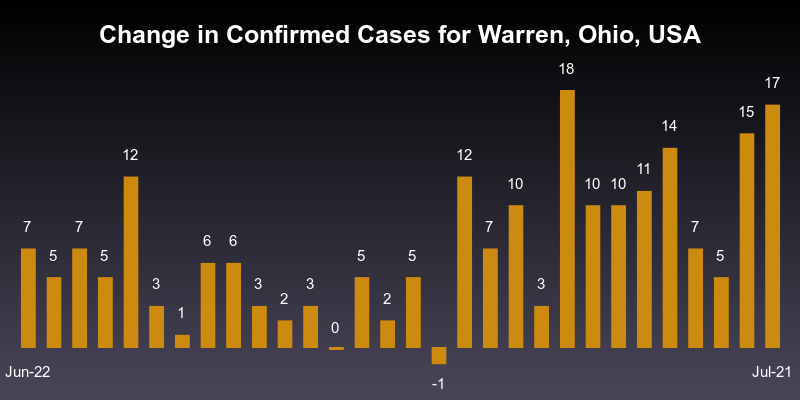 Change in Confirmed Cases for Warren, Ohio, USA
7 5 7 5 12 3 1 6 6 3 2 3 0 5 2 5 -1 12 7 10 3 18 10 10 11 14 7 5 15 17
Jun-22 Jul-21